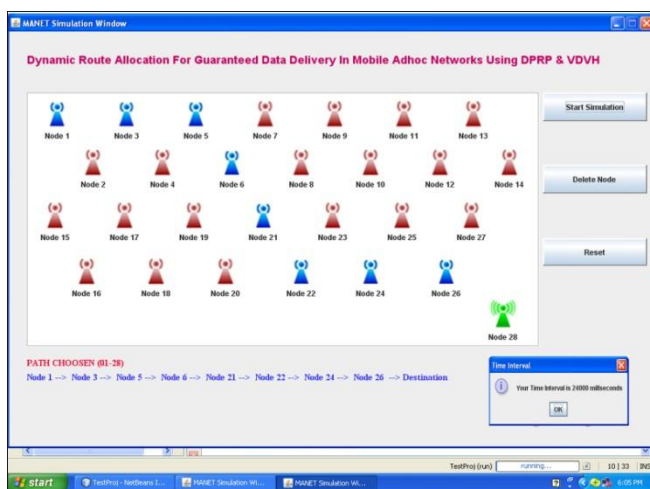 MANET Simulation Window
Dynamic Route Allocation For Guaranteed Data Delivery In Mobile Adhoc Networks Using DPRP & VDVH
Node 1 Node 3 Node 5 Node 7 Node 9 Node 11 Node 13
Start Simulation
Node 2 Node 4 Node 6 Node 8 Node 10 Node 12 Node 14
Delete Node
Node 15 Node 17 Node 19 Node 21 Node 23 Node 25 Node 27
Reset
Node 16 Node 18 Node 20 Node 22 Node 24 Node 26
Node 28
PATH CHOOSEN (01-28)
Node 1 --> Node 3 --> Node 5 --> Node 6 --> Node 21 --> Node 22 --> Node 24 --> Node 26 --> Destination
Time Interval
Your Time Interval is 24000 milliseconds
OK
TestProj (run) running... 10 | 33 INS
start TestProj - NetBeans I... MANET Simulation Wi... MANET Simulation Wi... 6:05 PM